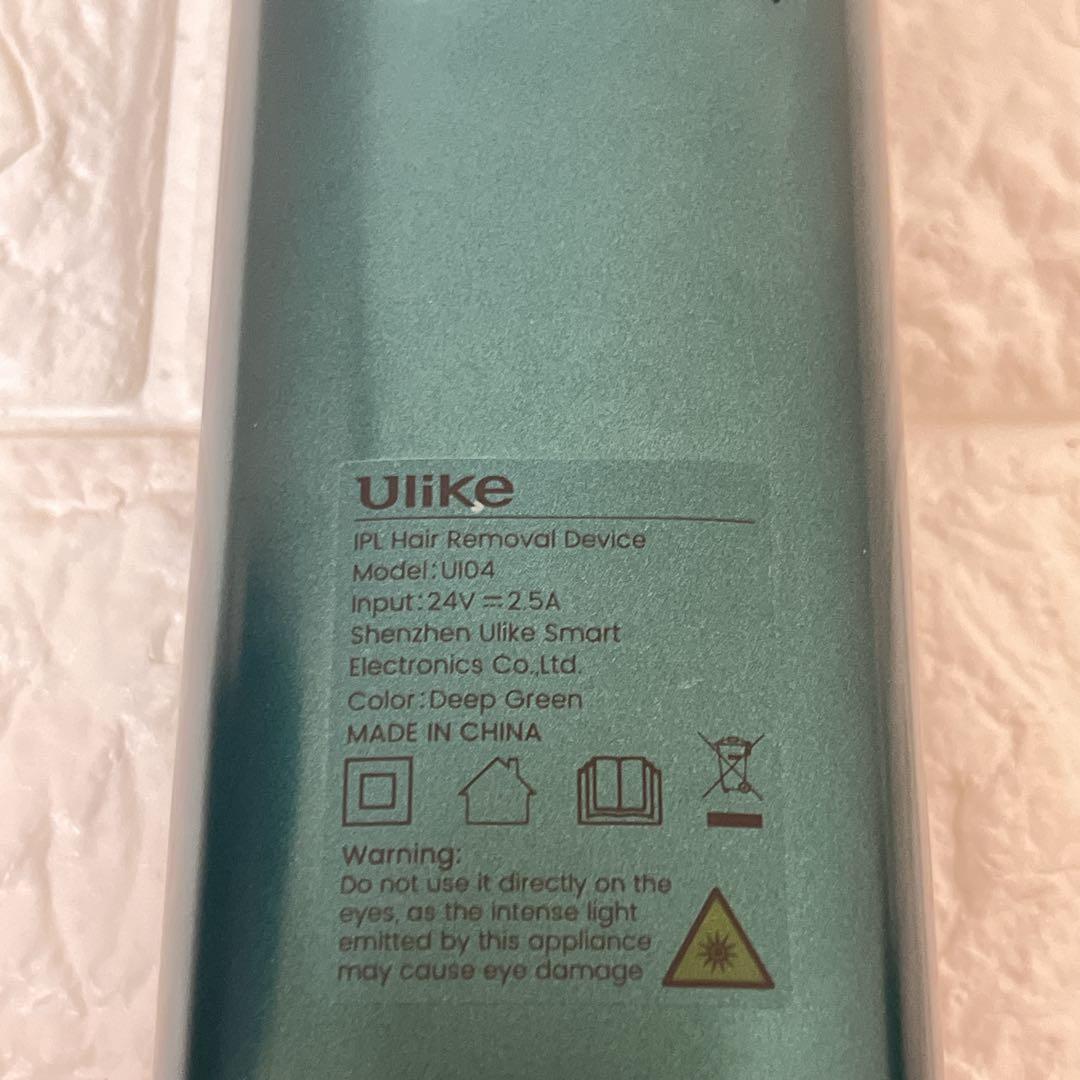 Ulike
IPL Hair Removal Device
Model:UI04
Input:24V ⎓ 2.5A
Shenzhen Ulike Smart
Electronics Co.,Ltd.
Color:Deep Green
MADE IN CHINA
Warning:
Do not use it directly on the
eyes, as the intense light
emitted by this appliance
may cause eye damage